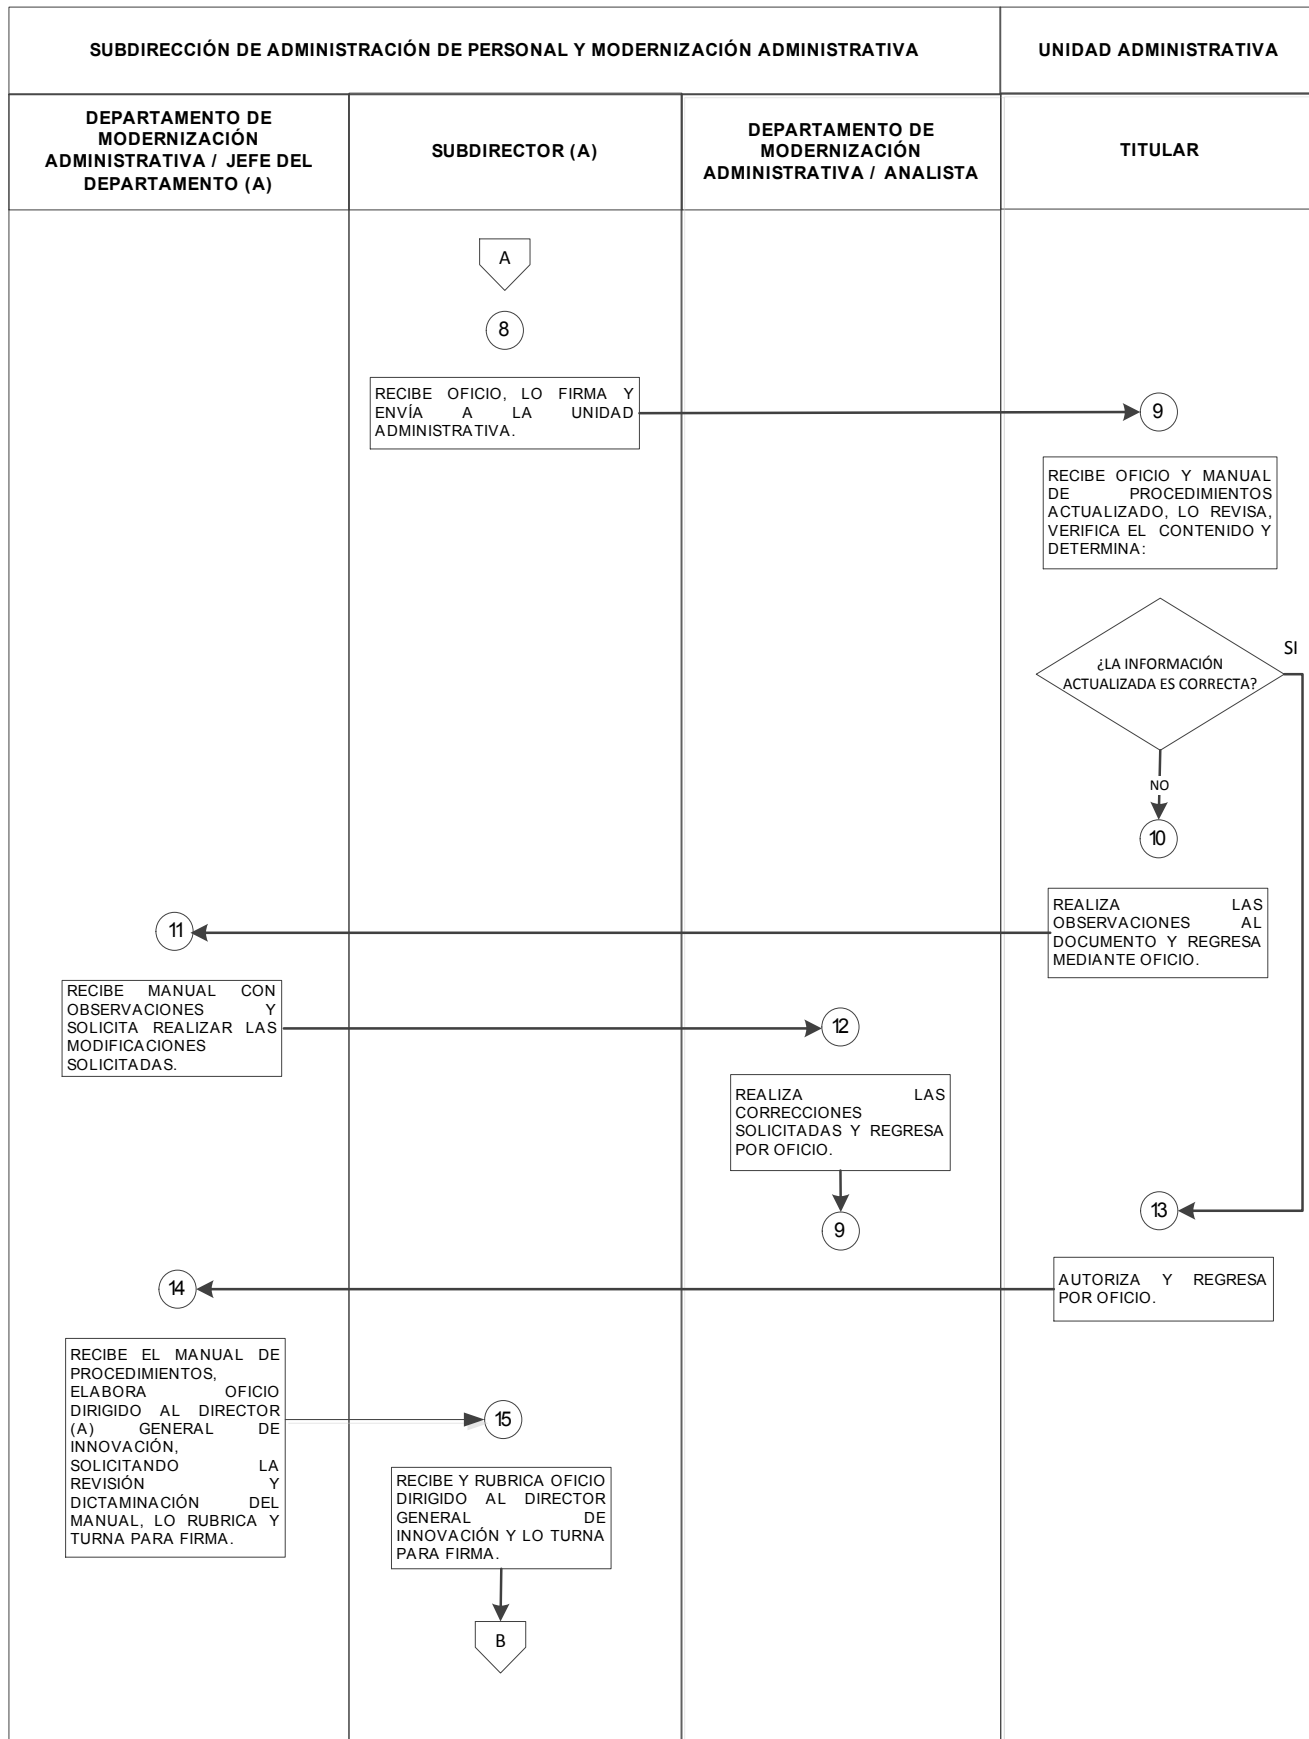 SUBDIRECCIÓN DE ADMINISTRACIÓN DE PERSONAL Y MODERNIZACIÓN ADMINISTRATIVA
UNIDAD ADMINISTRATIVA
DEPARTAMENTO DE
MODERNIZACIÓN
ADMINISTRATIVA / JEFE DEL
DEPARTAMENTO (A)
SUBDIRECTOR (A)
DEPARTAMENTO DE
MODERNIZACIÓN
ADMINISTRATIVA / ANALISTA
TITULAR
A
8
RECIBE OFICIO, LO FIRMA Y
ENVÍA A LA UNIDAD
ADMINISTRATIVA.
9
RECIBE OFICIO Y MANUAL
DE PROCEDIMIENTOS
ACTUALIZADO, LO REVISA,
VERIFICA EL CONTENIDO Y
DETERMINA:
¿LA INFORMACIÓN
ACTUALIZADA ES CORRECTA?
SI
NO
10
REALIZA LAS
OBSERVACIONES AL
DOCUMENTO Y REGRESA
MEDIANTE OFICIO.
11
RECIBE MANUAL CON
OBSERVACIONES Y
SOLICITA REALIZAR LAS
MODIFICACIONES
SOLICITADAS.
12
REALIZA LAS
CORRECCIONES
SOLICITADAS Y REGRESA
POR OFICIO.
9
13
AUTORIZA Y REGRESA
POR OFICIO.
14
RECIBE EL MANUAL DE
PROCEDIMIENTOS,
ELABORA OFICIO
DIRIGIDO AL DIRECTOR
(A) GENERAL DE
INNOVACIÓN,
SOLICITANDO LA
REVISIÓN Y
DICTAMINACIÓN DEL
MANUAL, LO RUBRICA Y
TURNA PARA FIRMA.
15
RECIBE Y RUBRICA OFICIO
DIRIGIDO AL DIRECTOR
GENERAL DE
INNOVACIÓN Y LO TURNA
PARA FIRMA.
B